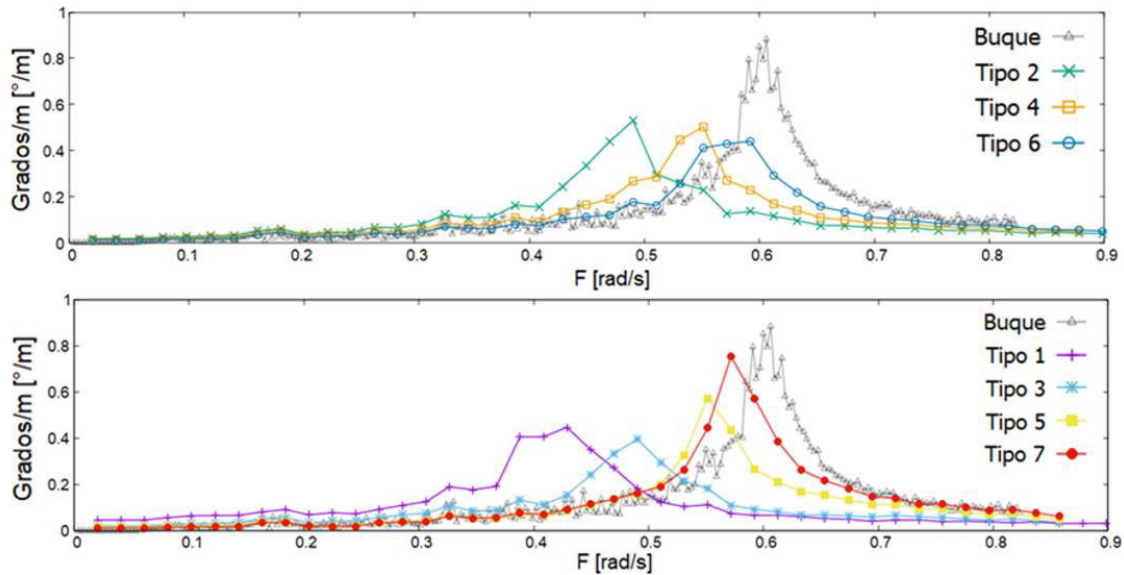 Grados/m [°/m]
1
0.8
0.6
0.4
0.2
0
Buque
Tipo 2
Tipo 4
Tipo 6
0 0.1 0.2 0.3 0.4 0.5 0.6 0.7 0.8 0.9
F [rad/s]
Grados/m [°/m]
1
0.8
0.6
0.4
0.2
0
Buque
Tipo 1
Tipo 3
Tipo 5
Tipo 7
0 0.1 0.2 0.3 0.4 0.5 0.6 0.7 0.8 0.9
F [rad/s]